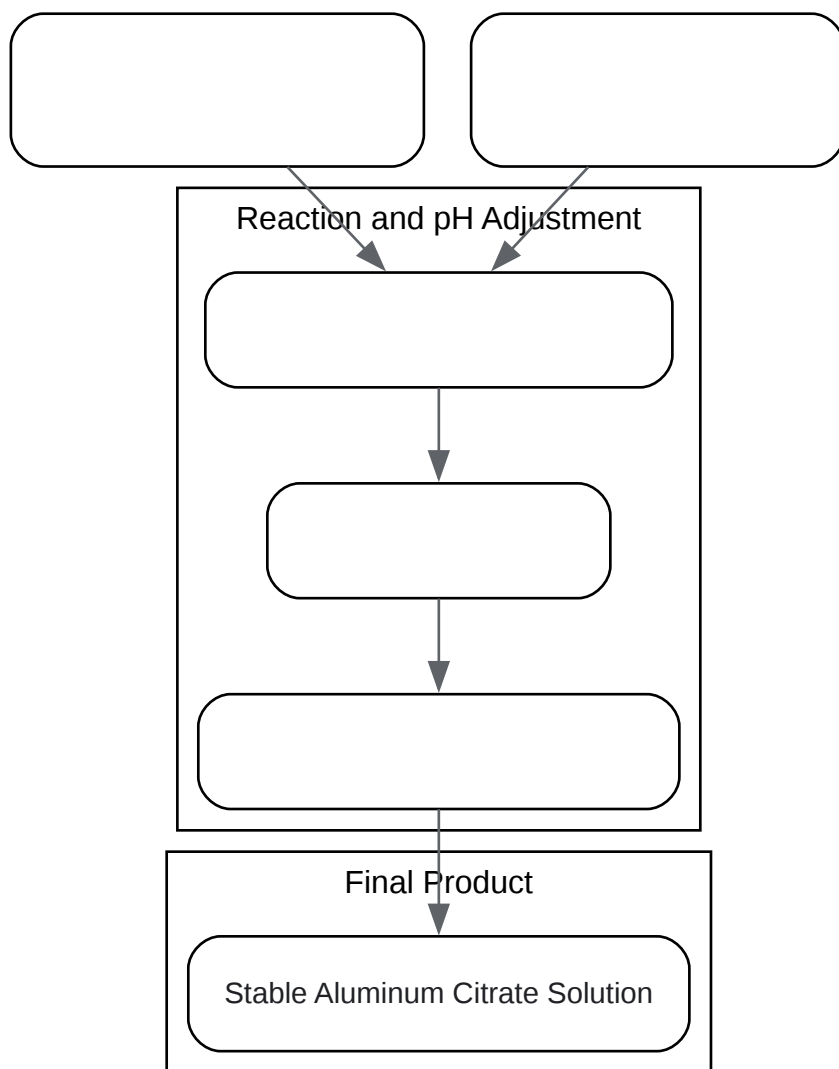 Reaction and pH Adjustment
Final Product
Stable Aluminum Citrate Solution